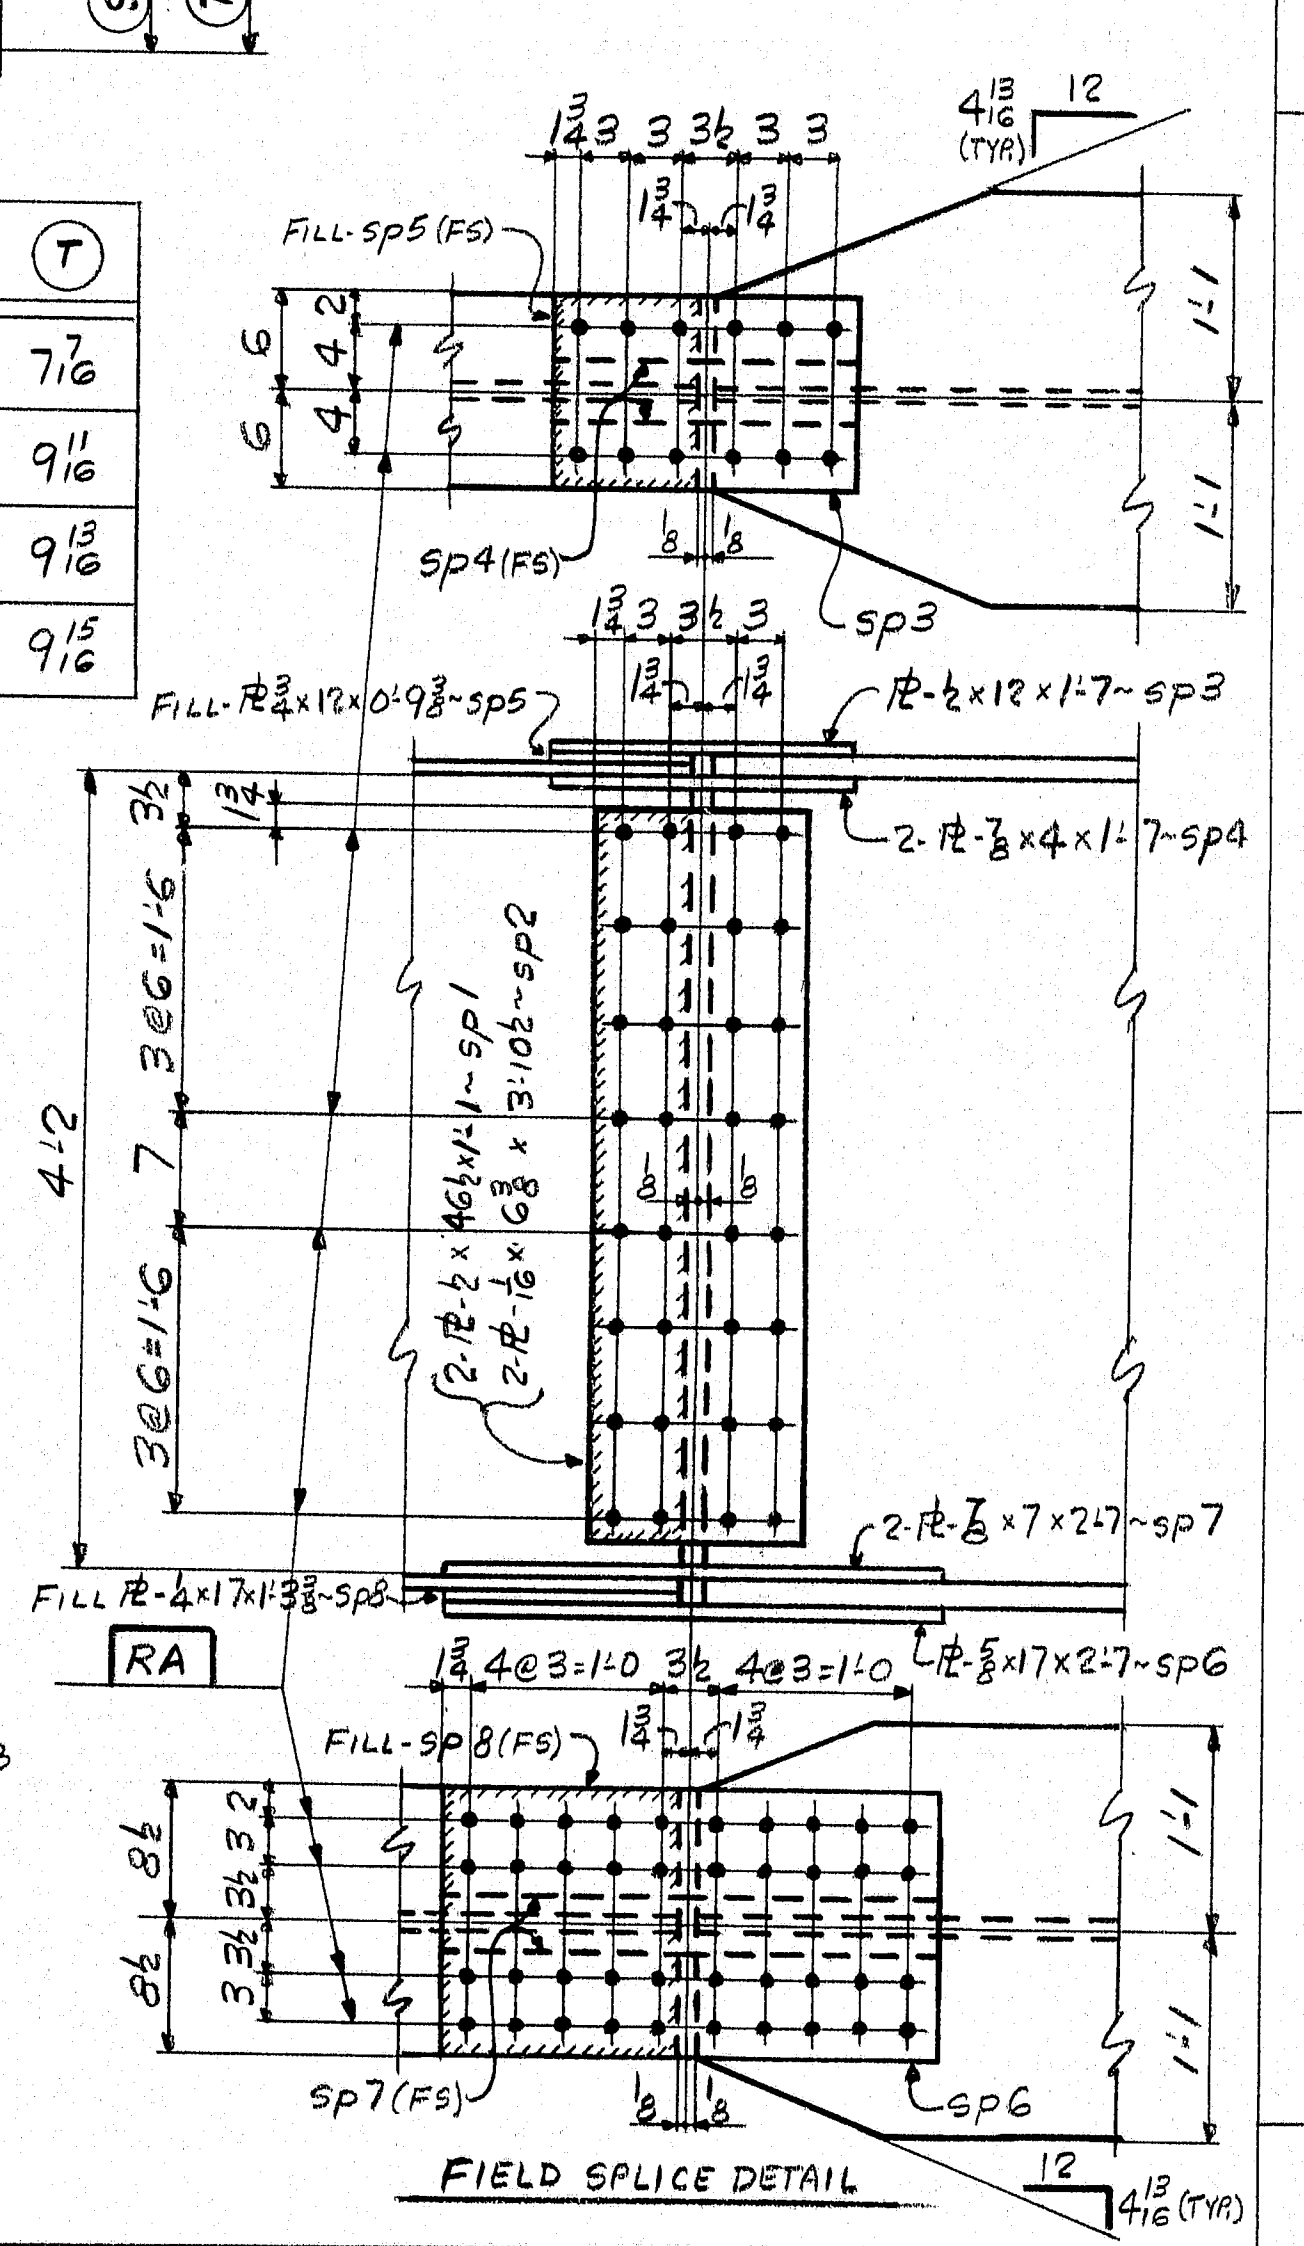 T
7 7/16
9 11/16
9 13/16
9 15/16
1 3/4 3 3 3 1/2 3 3
1 3/4 1 3/4
4 13/16 12
(TYP.)
FILL-sp5(FS)
6 2 4
6 4
1'-1
1'-1
sp4(FS)
1/8 1/8
sp3
1 3/4 3 3 1/2 3
1 3/4 1 3/4
FILL-PL 3/4 x 12 x 0'-9 3/8 ~ sp5
PL-1/2 x 12 x 1'-7 ~ sp3
2-PL-7/8 x 4 x 1'-7 ~ sp4
3 1/2 1 3/4
3@6=1'-6
7
3@6=1'-6
4'-2
2-PL-1/2 x 46 1/2 x 1'-1 ~ sp1
2-PL-1/16 x 6 3/8 x 3'-10 1/2 ~ sp2
1/8 1/8
2-PL-7/8 x 7 x 2'-7 ~ sp7
FILL PL-1/4 x 17 x 1'-3 3/8 ~ sp8
PL-5/8 x 17 x 2'-7 ~ sp6
RA
1 3/4 4@3=1'-0 3 1/2 4@3=1'-0
1 3/4 1 3/4
FILL-sp8(FS)
8 1/2 2 3 3 1/2
8 1/2 3 1/2 3
1'-1
1'-1
sp7(FS)
1/8 1/8
sp6
FIELD SPLICE DETAIL
12
4 13/16 (TYP.)